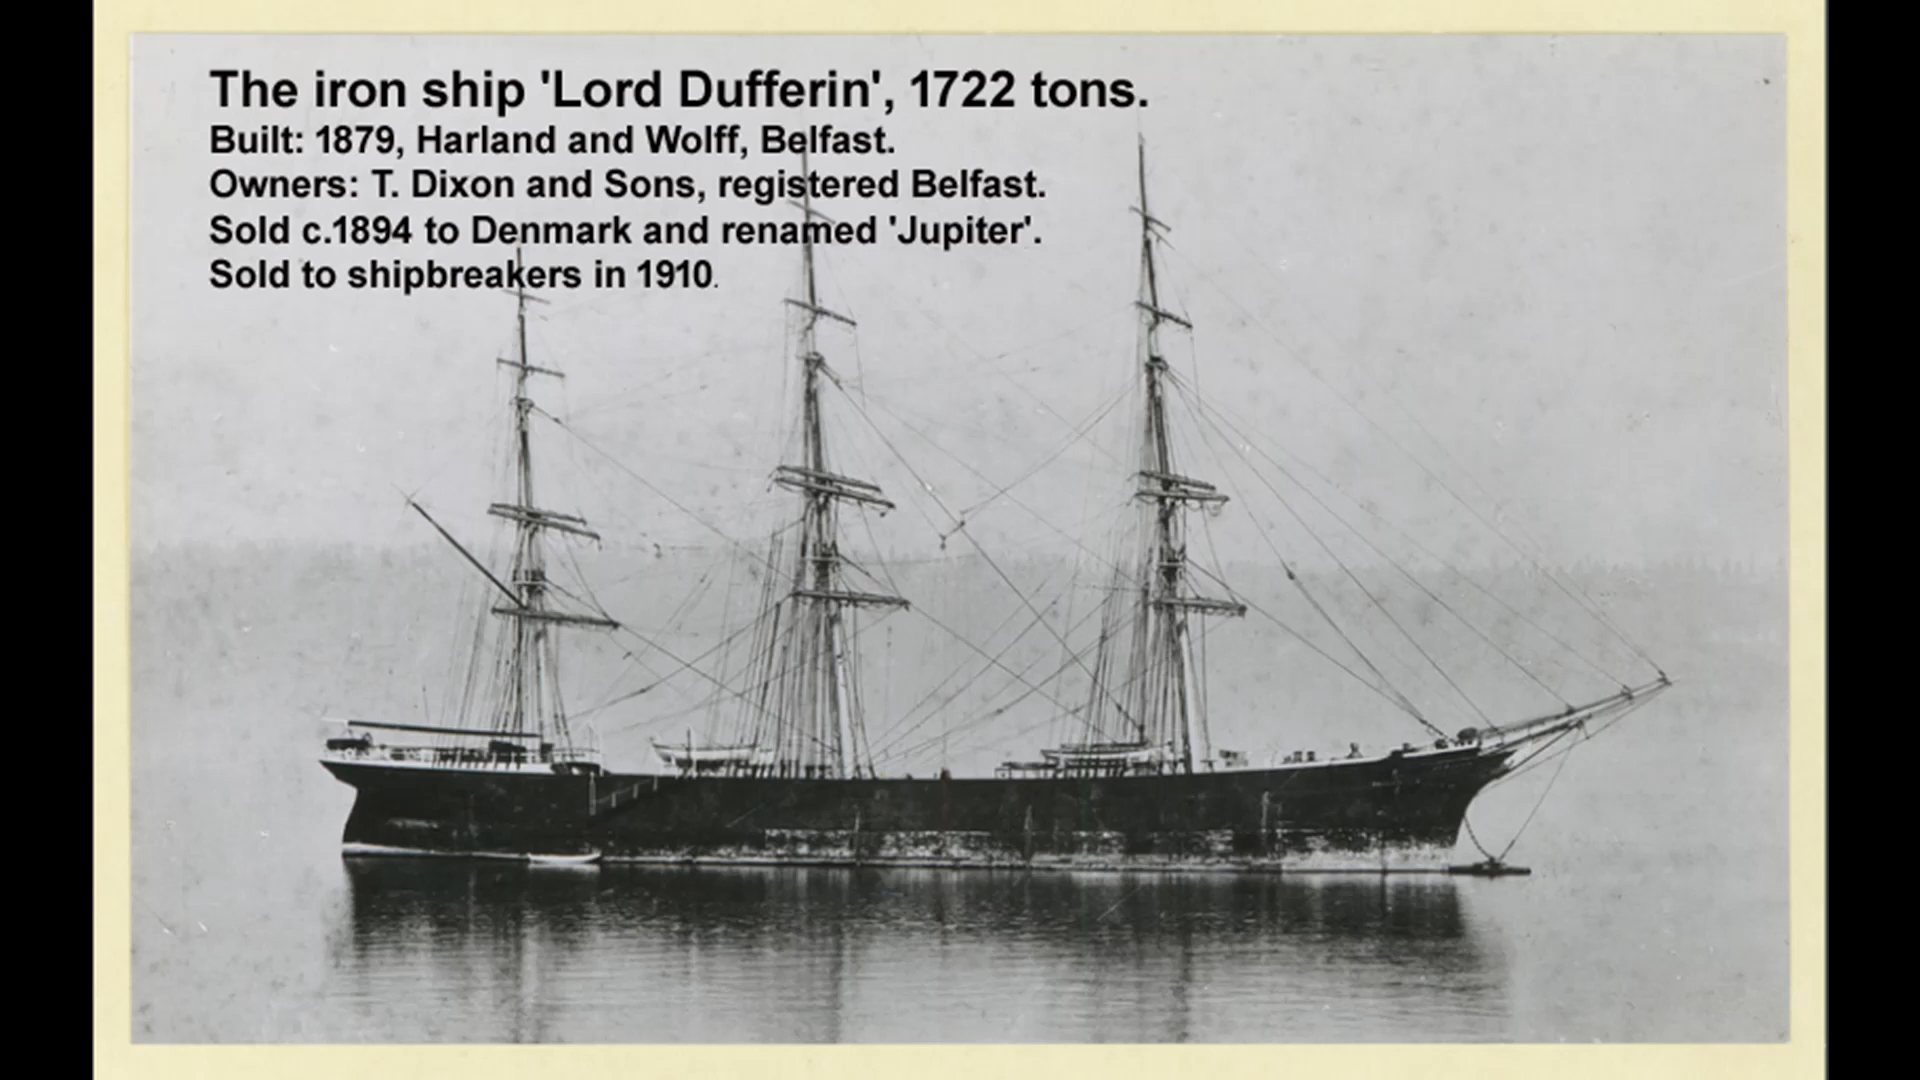 The iron ship 'Lord Dufferin', 1722 tons.
Built: 1879, Harland and Wolff, Belfast.
Owners: T. Dixon and Sons, registered Belfast.
Sold c.1894 to Denmark and renamed 'Jupiter'.
Sold to shipbreakers in 1910.